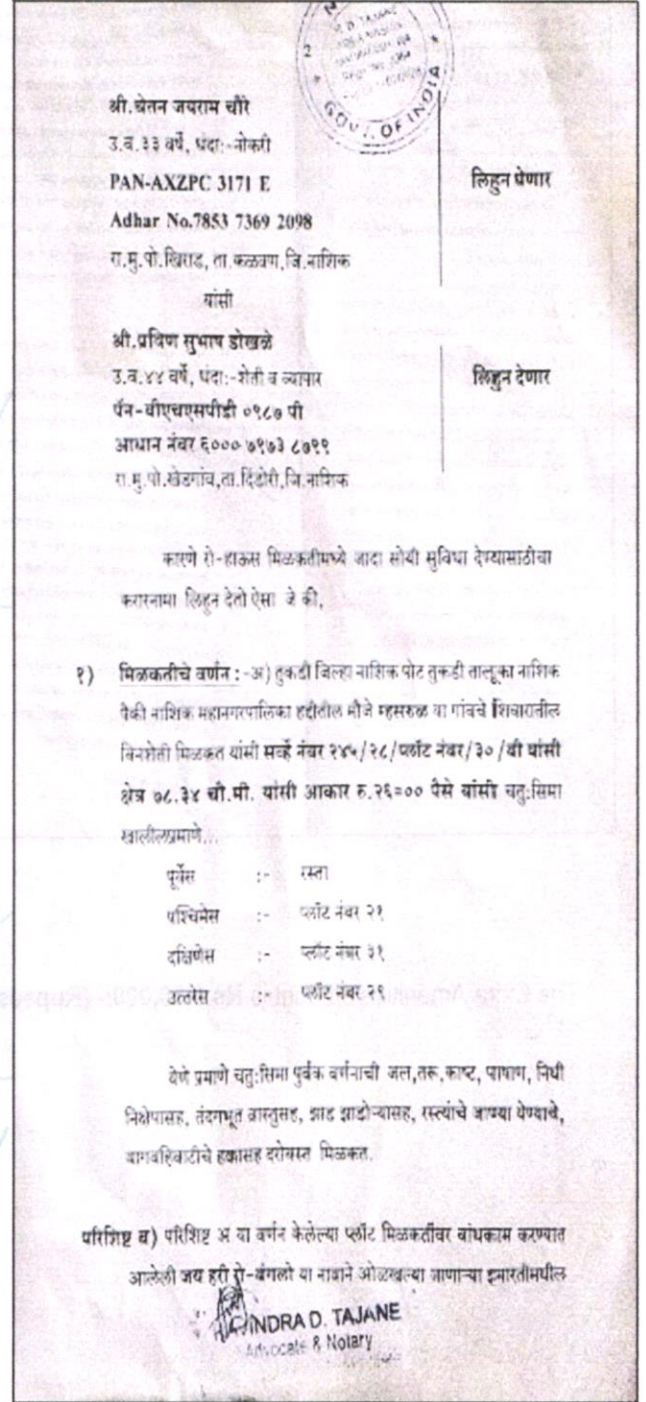 GOVT. OF INDIA
श्री.चेतन जयराम चौरे
उ.व.३३ वर्षे, धंदाः-नोकरी
PAN-AXZPC 3171 E
लिहुन घेणार
Adhar No.7853 7369 2098
रा.मु.पो.खिराड, ता.कळवण,जि.नाशिक
यांसी
श्री.प्रविण सुभाष डोखळे
उ.व.४४ वर्षे, धंदाः-शेती व व्यापार
लिहुन देणार
पॅन-बीएचएसपीडी ०९८७ पी
आधान नंबर ६००० ७९७३ ८७९९
रा.मु.पो.खेडगांव,ता.दिंडोरी,जि.नाशिक
कारणे रो-हाऊस मिळकतीमध्ये जादा सोयी सुविधा देण्यासाठीचा
करारनामा लिहुन देतो ऐसा जे की,
१) मिळकतीचे वर्णन :-अ) तुकडी जिल्हा नाशिक पोट तुकडी तालूका नाशिक
पैकी नाशिक महानगरपालिका हद्दीतील मौजे म्हसरुळ या गांवचे शिवारातील
बिनशेती मिळकत यांसी सर्व्हे नंबर २४५/२८/प्लॉट नंबर/३०/बी यांसी
क्षेत्र ७८.३४ चौ.मी. यांसी आकार रु.२६=०० पैसे यांसी चतु:सिमा
खालीलप्रमाणे...
पूर्वेस :- रस्ता
पश्चिमेस :- प्लॉट नंबर २१
दक्षिणेस :- प्लॉट नंबर ३१
उत्तरेस :- प्लॉट नंबर २९
येणे प्रमाणे चतु:सिमा पुर्वक वर्णनाची जल,तरू,काष्ट, पाषाण, निधी
निक्षेपासह, तंदगभूत वास्तुसह, झाड झाडोऱ्यासह, रस्त्यांचे जाण्या येण्याचे,
वागवहिवाटीचे हक्कासह दरोबस्त मिळकत.
परिशिष्ट ब) परिशिष्ट अ या वर्णन केलेल्या प्लॉट मिळकतीवर बांधकाम करण्यात
आलेली जय हरी रो-बंगलो या नावाने ओळखल्या जाणाऱ्या इमारतीमधील
INDRA D. TAJANE
Advocate & Notary